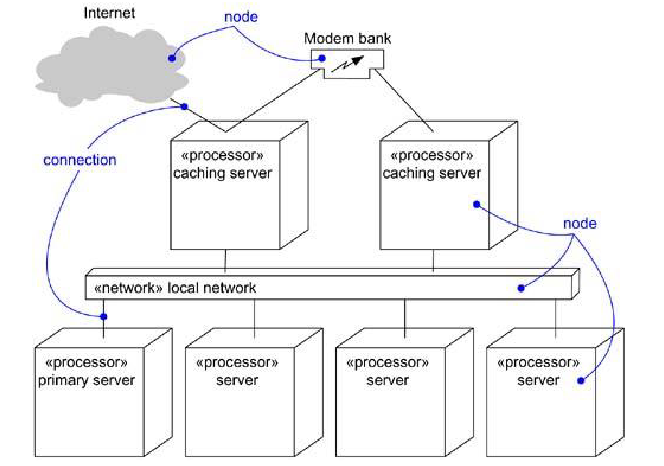 Internet
node
Modem bank
«processor»
caching server
«processor»
caching server
connection
node
«network» local network
«processor»
primary server
«processor»
server
«processor»
server
«processor»
server